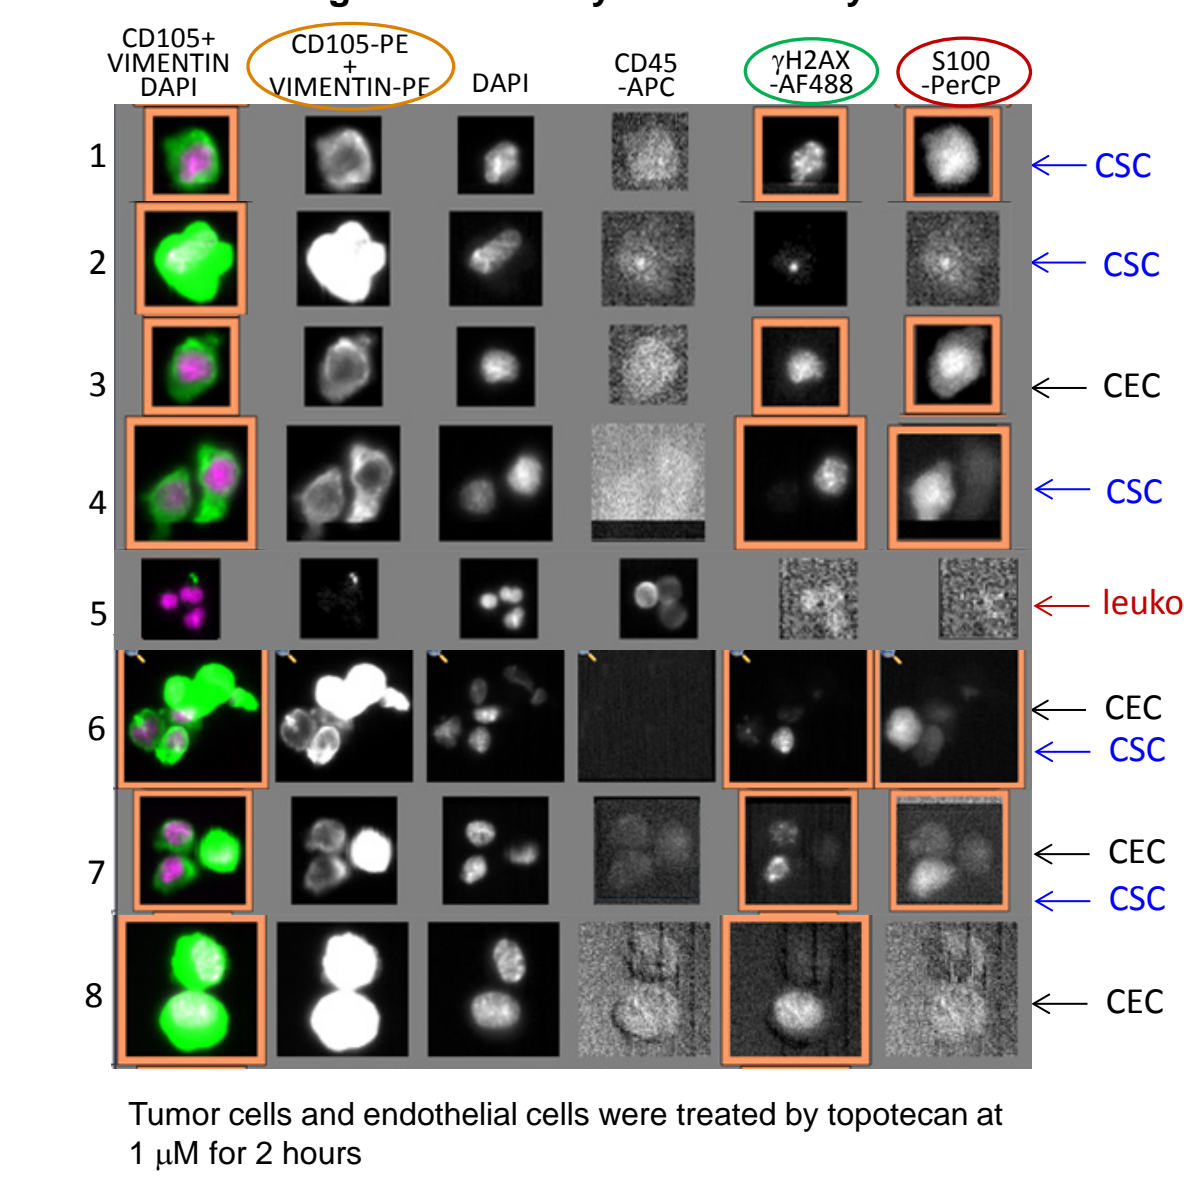 CD105+
VIMENTIN
DAPI
CD105-PE
+
VIMENTIN-PE
DAPI
CD45
-APC
γH2AX
-AF488
S100
-PerCP
1
CSC
2
CSC
3
CEC
4
CSC
5
leuko
6
CEC
CSC
7
CEC
CSC
8
CEC
Tumor cells and endothelial cells were treated by topotecan at
1 μM for 2 hours